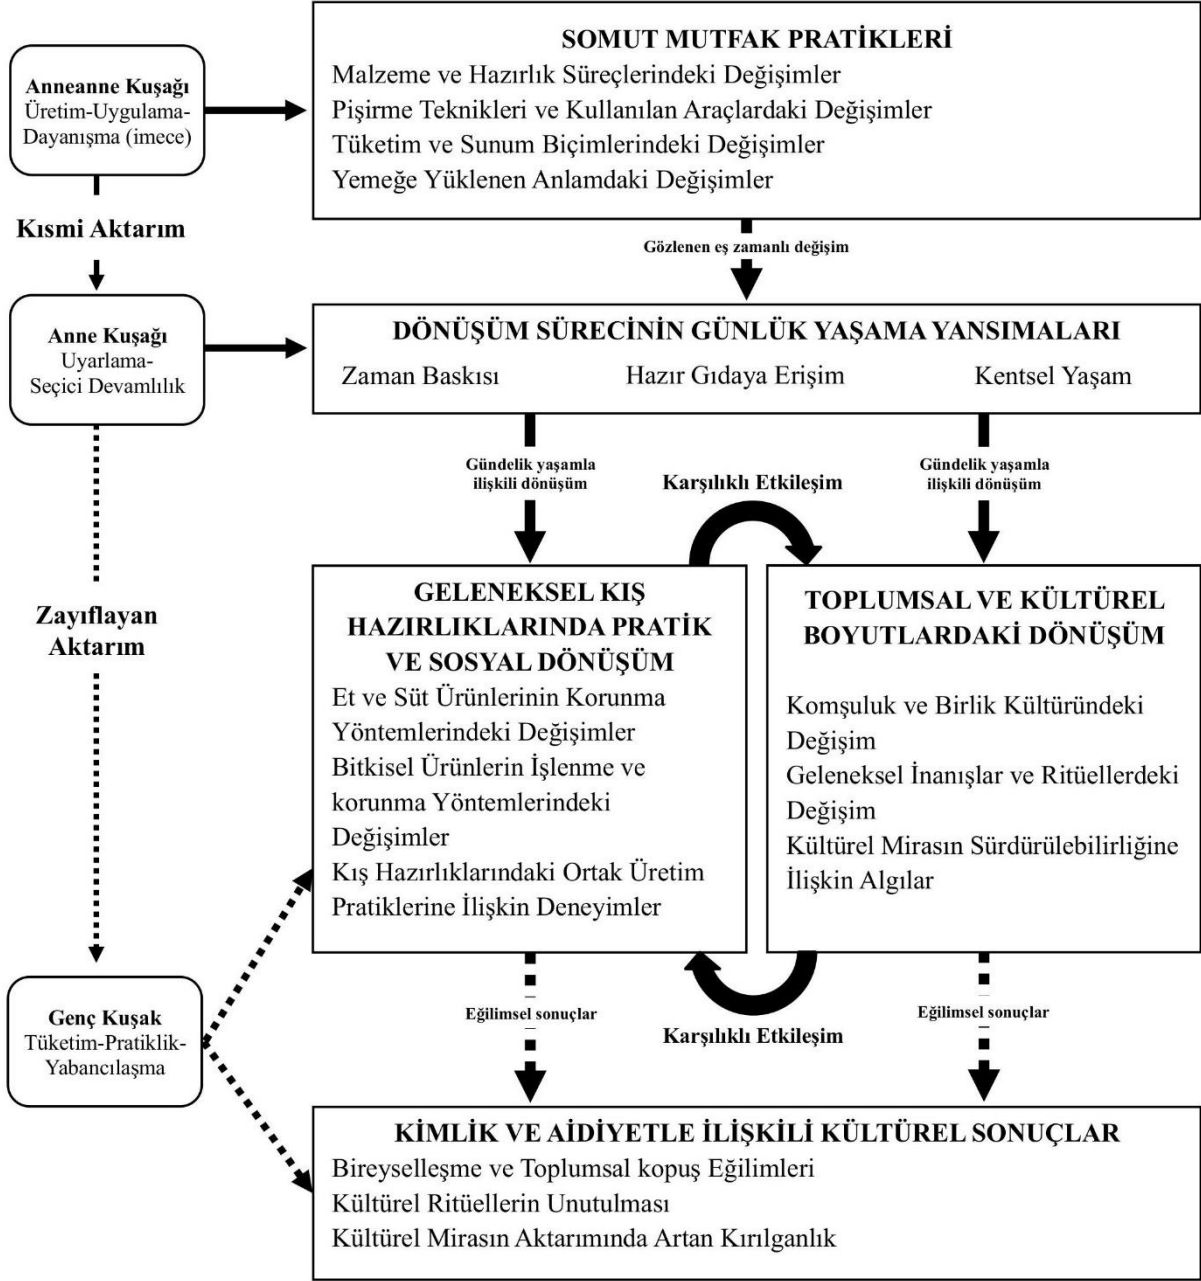 SOMUT MUTFAK PRATİKLERİ
Malzeme ve Hazırlık Süreçlerindeki Değişimler
Pişirme Teknikleri ve Kullanılan Araçlardaki Değişimler
Tüketim ve Sunum Biçimlerindeki Değişimler
Yemeğe Yüklenen Anlamdaki Değişimler
Anneanne Kuşağı
Üretim-Uygulama-
Dayanışma (imece)
Kısmi Aktarım
Gözlenen eş zamanlı değişim
Anne Kuşağı
Uyarlama-
Seçici Devamlılık
DÖNÜŞÜM SÜRECİNİN GÜNLÜK YAŞAMA YANSIMALARI
Zaman Baskısı
Hazır Gıdaya Erişim
Kentsel Yaşam
Gündelik yaşamla
ilişkili dönüşüm
Karşılıklı Etkileşim
Gündelik yaşamla
ilişkili dönüşüm
Zayıflayan
Aktarım
GELENEKSEL KIŞ
HAZIRLIKLARINDA PRATİK
VE SOSYAL DÖNÜŞÜM
Et ve Süt Ürünlerinin Korunma
Yöntemlerindeki Değişimler
Bitkisel Ürünlerin İşlenme ve
korunma Yöntemlerindeki
Değişimler
Kış Hazırlıklarındaki Ortak Üretim
Pratiklerine İlişkin Deneyimler
TOPLUMSAL VE KÜLTÜREL
BOYUTLARDAKİ DÖNÜŞÜM
Komşuluk ve Birlik Kültüründeki
Değişim
Geleneksel İnanışlar ve Ritüellerdeki
Değişim
Kültürel Mirasın Sürdürülebilirliğine
İlişkin Algılar
Genç Kuşak
Tüketim-Pratiklik-
Yabancılaşma
Eğilimsel sonuçlar
Karşılıklı Etkileşim
Eğilimsel sonuçlar
KİMLİK VE AİDİYETLE İLİŞKİLİ KÜLTÜREL SONUÇLAR
Bireyselleşme ve Toplumsal kopuş Eğilimleri
Kültürel Ritüellerin Unutulması
Kültürel Mirasın Aktarımında Artan Kırılganlık